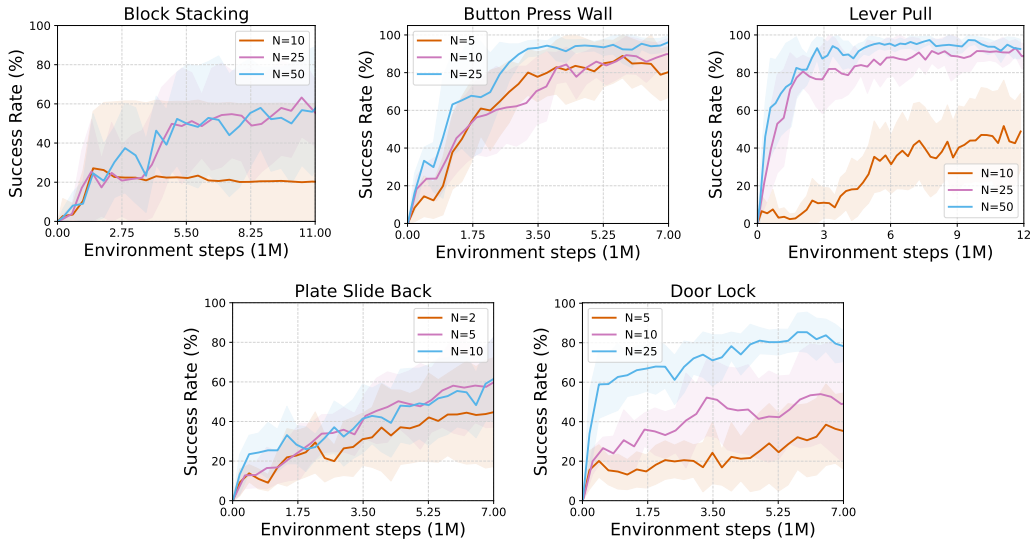 Block Stacking
Success Rate (%)
100
80
60
40
20
0
N=10
N=25
N=50
0.00 2.75 5.50 8.25 11.00
Environment steps (1M)
Button Press Wall
Success Rate (%)
100
80
60
40
20
0
N=5
N=10
N=25
0.00 1.75 3.50 5.25 7.00
Environment steps (1M)
Lever Pull
Success Rate (%)
100
80
60
40
20
0
N=10
N=25
N=50
0 3 6 9 12
Environment steps (1M)
Plate Slide Back
Success Rate (%)
100
80
60
40
20
0
N=2
N=5
N=10
0.00 1.75 3.50 5.25 7.00
Environment steps (1M)
Door Lock
Success Rate (%)
100
80
60
40
20
0
N=5
N=10
N=25
0.00 1.75 3.50 5.25 7.00
Environment steps (1M)